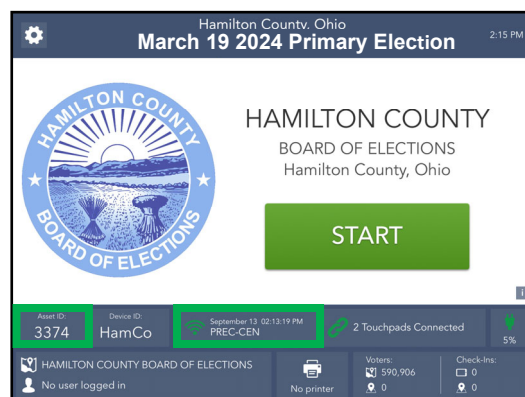 Hamilton County, Ohio
March 19 2024 Primary Election
2:15 PM
HAMILTON COUNTY
BOARD OF ELECTIONS
HAMILTON COUNTY
BOARD OF ELECTIONS
Hamilton County, Ohio
START
i
Asset ID:
3374
Device ID:
HamCo
September 13 02:13:19 PM
PREC-CEN
2 Touchpads Connected
5%
HAMILTON COUNTY BOARD OF ELECTIONS
No user logged in
No printer
Voters:
590,906
0
Check-Ins:
0
0